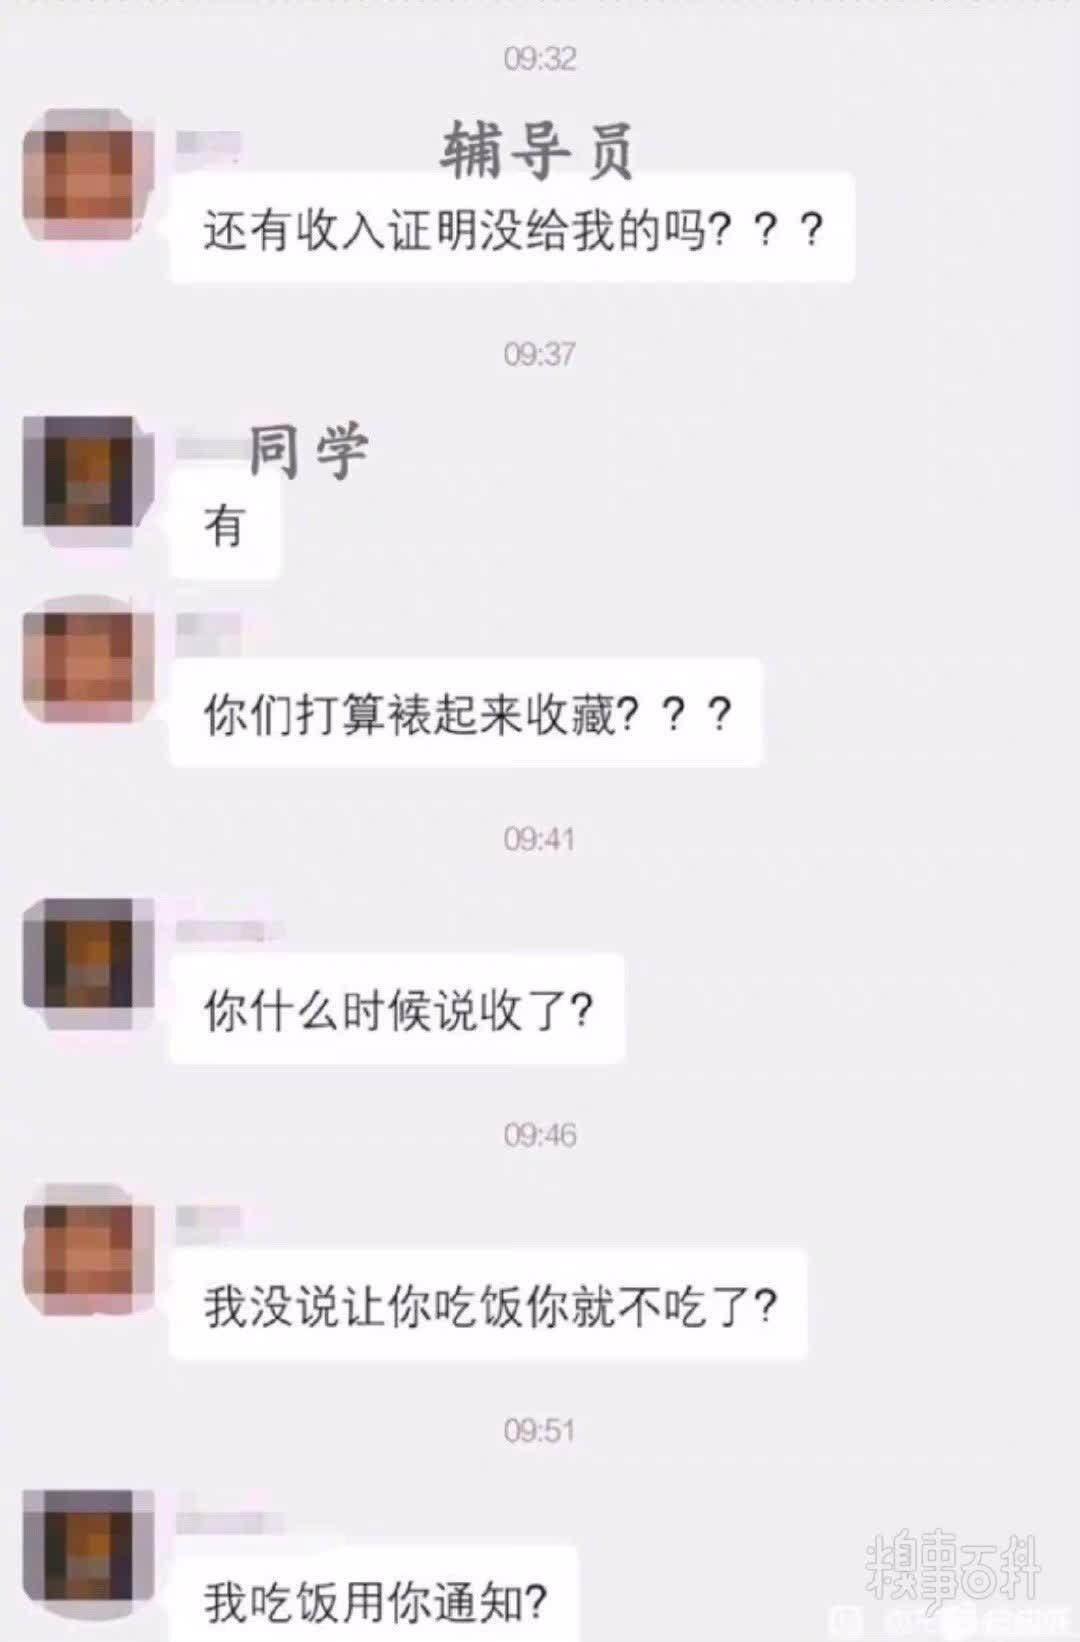 09:32
辅导员
还有收入证明没给我的吗？？？
09:37
同学
有
你们打算裱起来收藏？？？
09:41
你什么时候说收了？
09:46
我没说让你吃饭你就不吃了？
09:51
我吃饭用你通知？
糗事百科